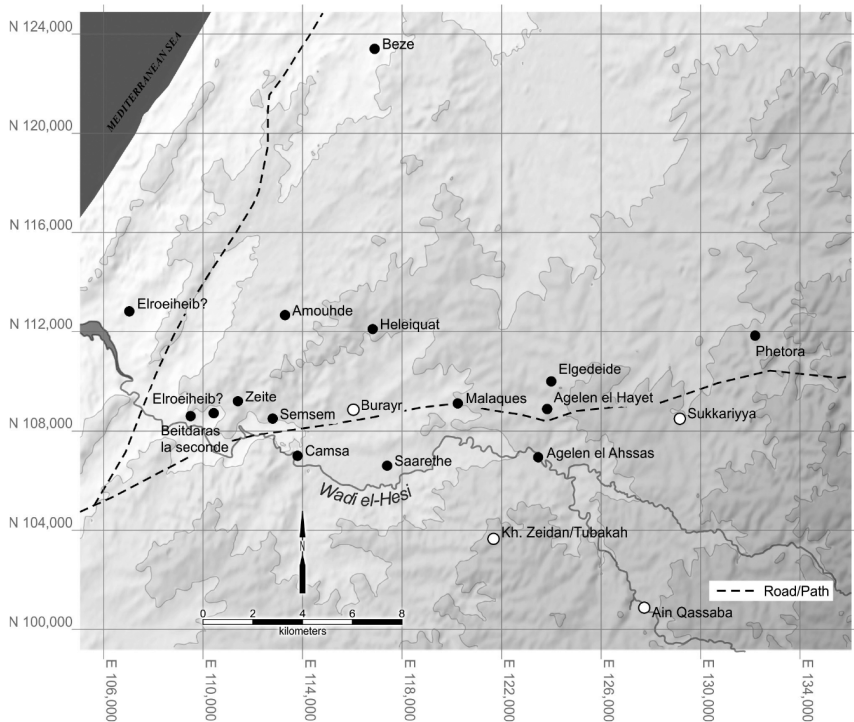 N 124,000
Beze
MEDITERRANEAN SEA
N 120,000
N 116,000
Elroeiheib?
Amouhde
N 112,000
Heleiquat
Phetora
Elgedeide
Elroeiheib?
Zeite
Burayr
Malaques
Agelen el Hayet
Semsem
Sukkariyya
N 108,000
Beitdaras
la seconde
Camsa
Saarethe
Agelen el Ahssas
Wadi el-Hesi
N 104,000
Kh. Zeidan/Tubakah
N
Road/Path
Ain Qassaba
0 2 4 6 8
kilometers
N 100,000
E 106,000
E 110,000
E 114,000
E 118,000
E 122,000
E 126,000
E 130,000
E 134,000